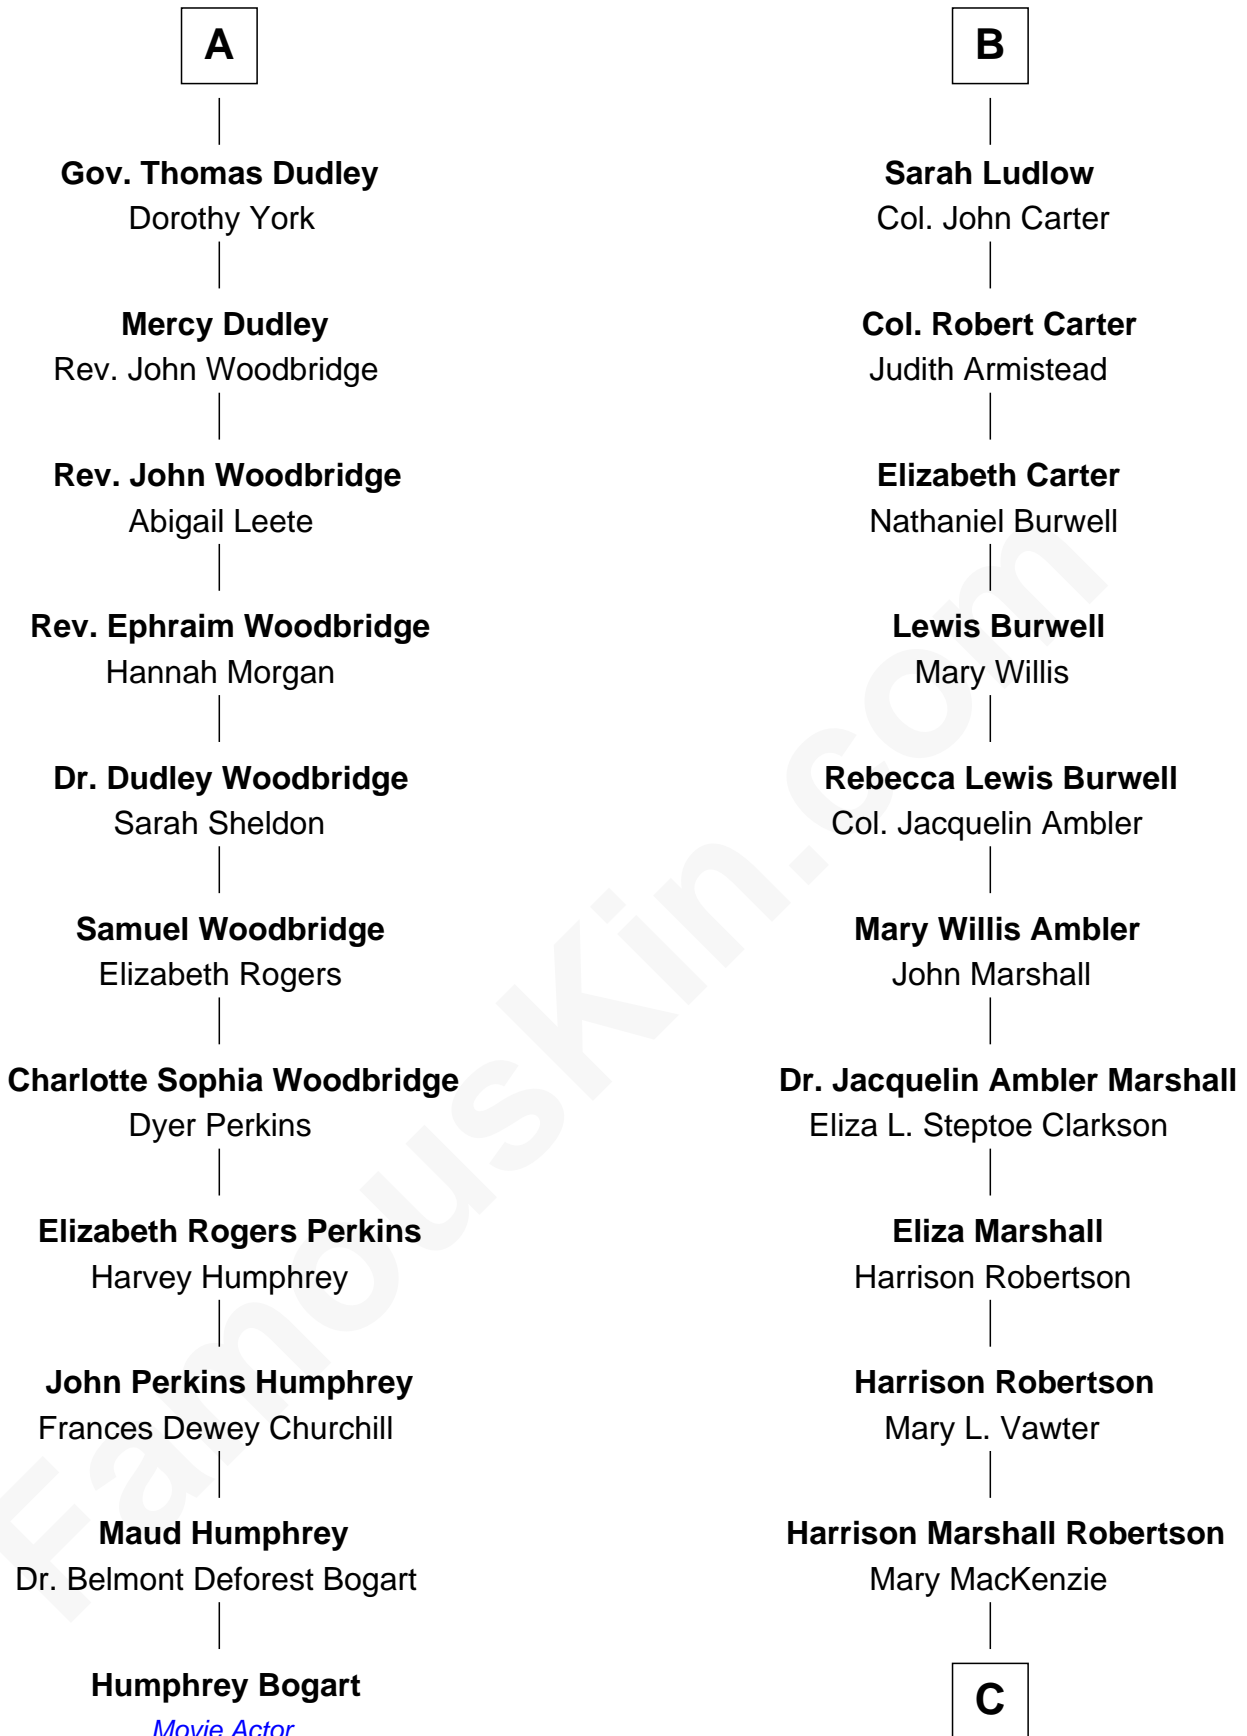 A
Gov. Thomas Dudley
Dorothy York
Mercy Dudley
Rev. John Woodbridge
Rev. John Woodbridge
Abigail Leete
Rev. Ephraim Woodbridge
Hannah Morgan
Dr. Dudley Woodbridge
Sarah Sheldon
Samuel Woodbridge
Elizabeth Rogers
Charlotte Sophia Woodbridge
Dyer Perkins
Elizabeth Rogers Perkins
Harvey Humphrey
John Perkins Humphrey
Frances Dewey Churchill
Maud Humphrey
Dr. Belmont Deforest Bogart
Humphrey Bogart
Movie Actor
B
Sarah Ludlow
Col. John Carter
Col. Robert Carter
Judith Armistead
Elizabeth Carter
Nathaniel Burwell
Lewis Burwell
Mary Willis
Rebecca Lewis Burwell
Col. Jacquelin Ambler
Mary Willis Ambler
John Marshall
Dr. Jacquelin Ambler Marshall
Eliza L. Steptoe Clarkson
Eliza Marshall
Harrison Robertson
Harrison Robertson
Mary L. Vawter
Harrison Marshall Robertson
Mary MacKenzie
C
FamousKin.com